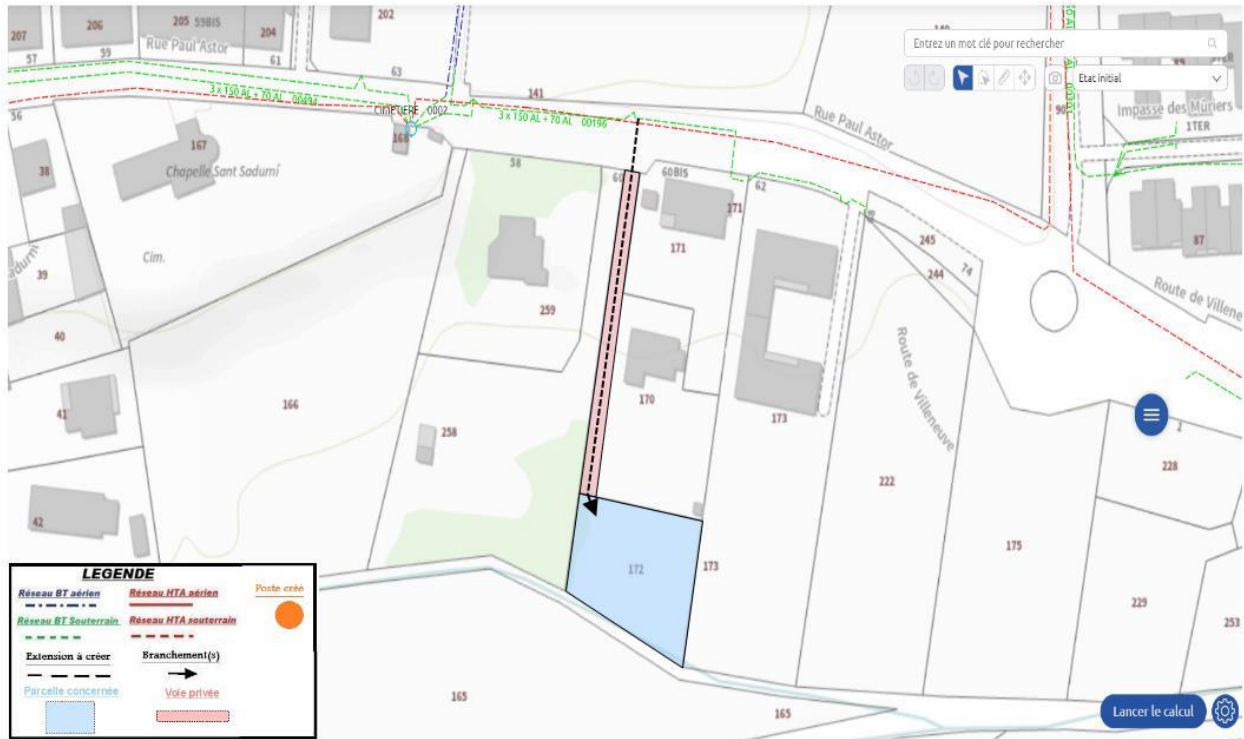 202
207
206
205 59BIS
204
57
59
61
Rue Paul Astor
63
141
3 x 150 AL + 70 AL 00494
CIMETIERE 0002
3 x 150 AL + 70 AL 00196
Rue Paul Astor
Entrez un mot clé pour rechercher
Etat initial
90
89
Impasse des Mûriers
1TER
56
167
168
Chapelle Sant Sadurní
38
58
60
60BIS
62
171
171
68
245
244
74
87
Cim.
39
40
259
Route de Villeneuve
41
166
258
170
173
222
228
42
172
173
175
229
253
165
165
LEGENDE
Réseau BT aérien
Réseau HTA aérien
Poste créé
Réseau BT Souterrain
Réseau HTA souterrain
Extension à créer
Branchement(s)
Parcelle concernée
Voie privée
Lancer le calcul